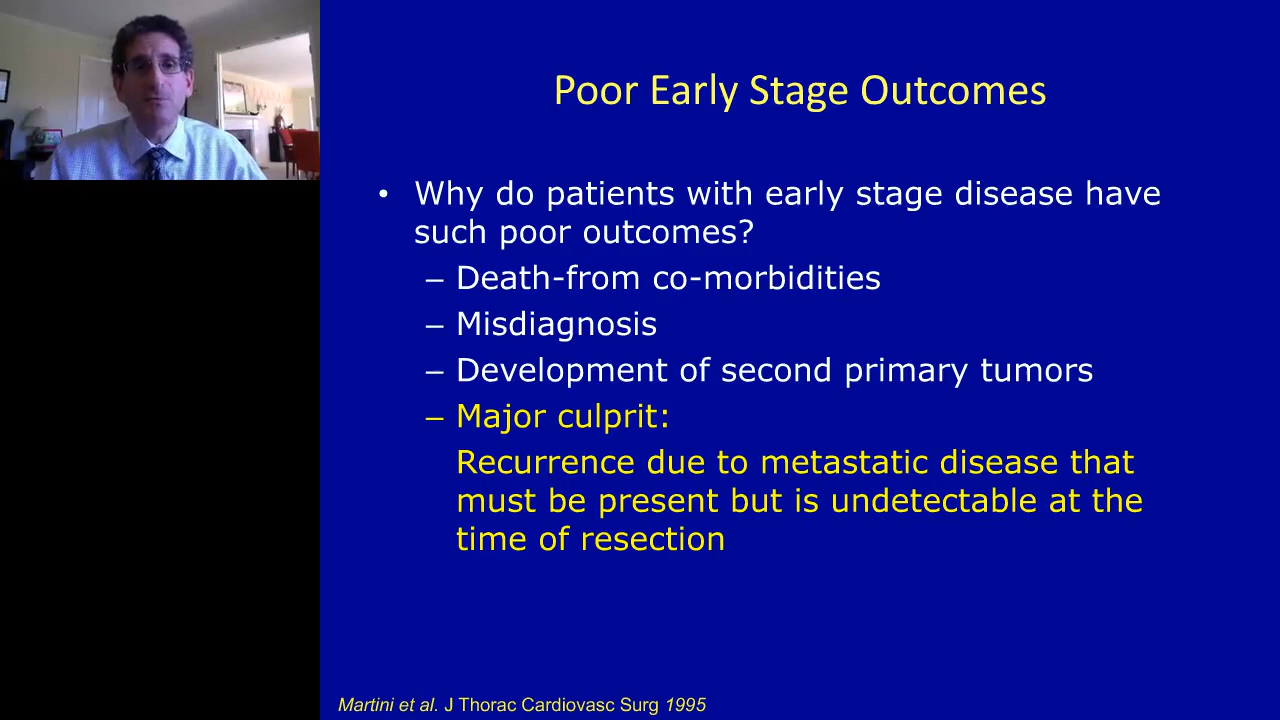 Poor Early Stage Outcomes
• Why do patients with early stage disease have
such poor outcomes?
– Death-from co-morbidities
– Misdiagnosis
– Development of second primary tumors
– Major culprit:
Recurrence due to metastatic disease that
must be present but is undetectable at the
time of resection
Martini et al. J Thorac Cardiovasc Surg 1995